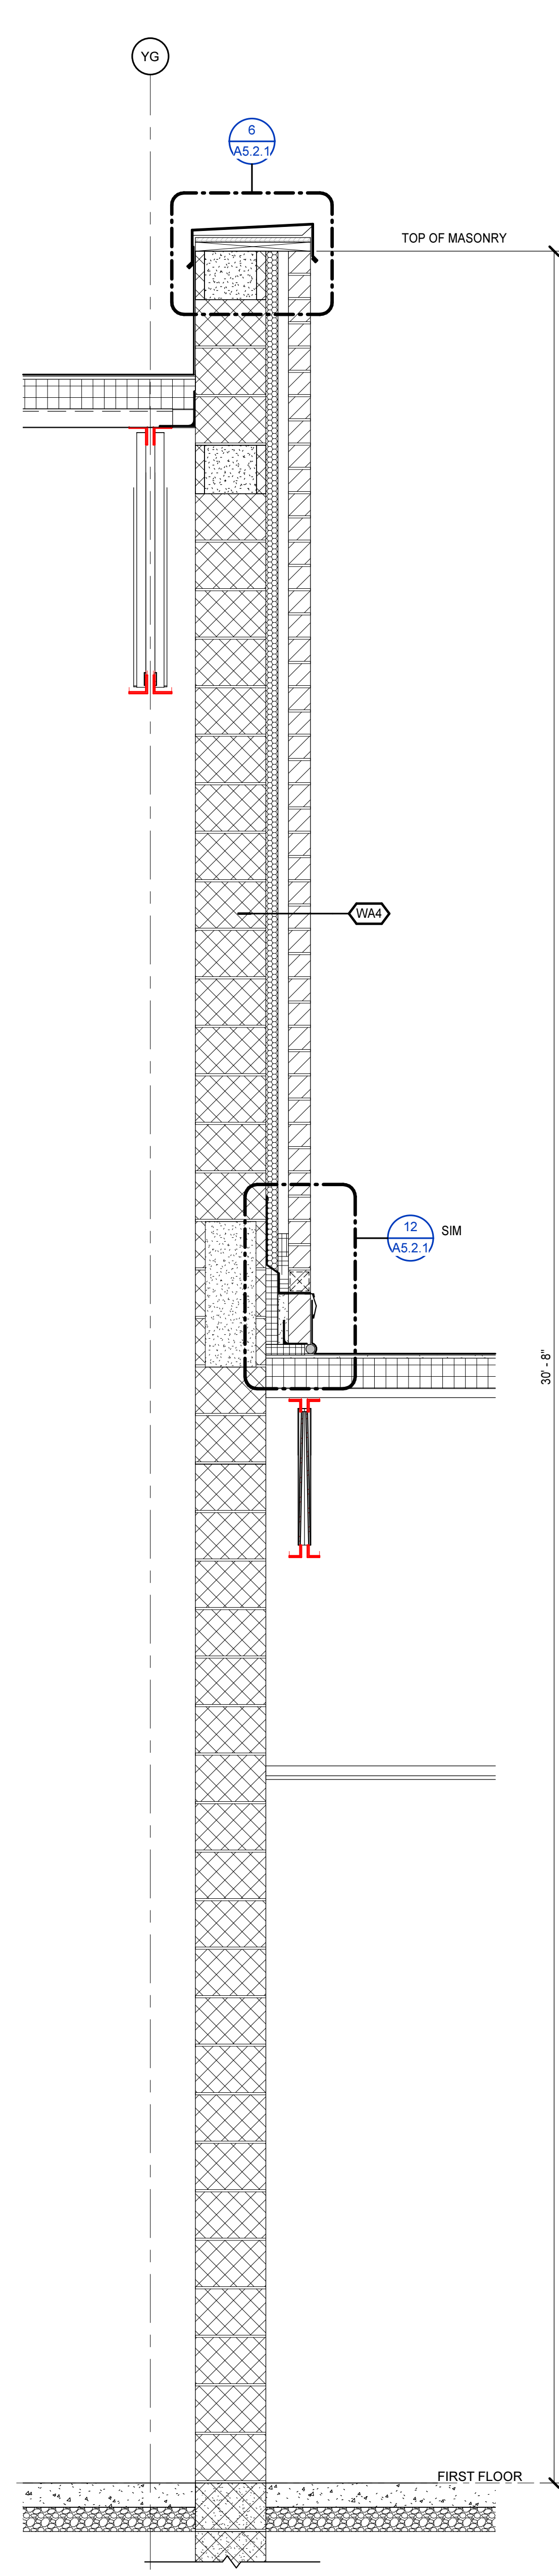 YG
6
A5.2.1
TOP OF MASONRY
WA4
12
A5.2.1
SIM
30' - 8"
FIRST FLOOR